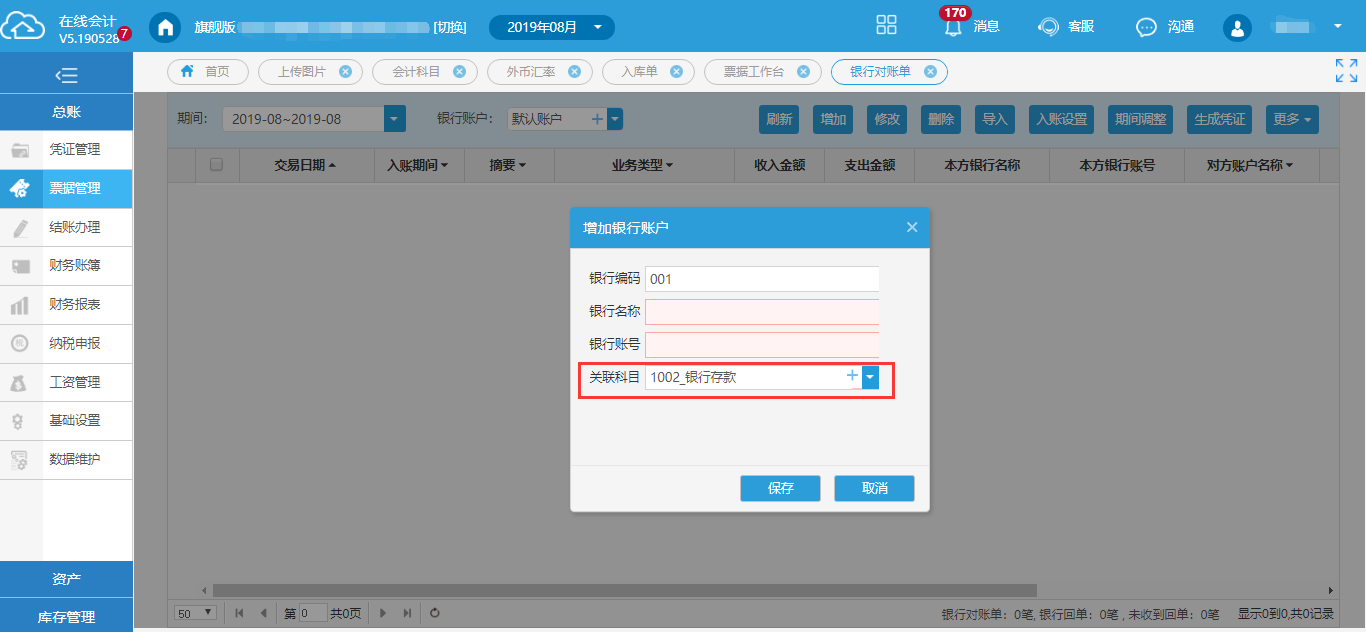 在线会计
V5.190528
7
旗舰版
[切换]
2019年08月
170
消息
客服
沟通
首页
上传图片
会计科目
外币汇率
入库单
票据工作台
银行对账单
总账
凭证管理
票据管理
结账办理
财务账簿
财务报表
纳税申报
工资管理
基础设置
数据维护
资产
库存管理
期间：
2019-08~2019-08
银行账户：
默认账户
刷新
增加
修改
删除
导入
入账设置
期间调整
生成凭证
更多
交易日期
入账期间
摘要
业务类型
收入金额
支出金额
本方银行名称
本方银行账号
对方账户名称
增加银行账户
银行编码 001
银行名称
银行账号
关联科目 1002_银行存款
保存
取消
50
第 0 共0页
银行对账单：0笔, 银行回单：0笔 , 未收到回单：0笔
显示0到0,共0记录